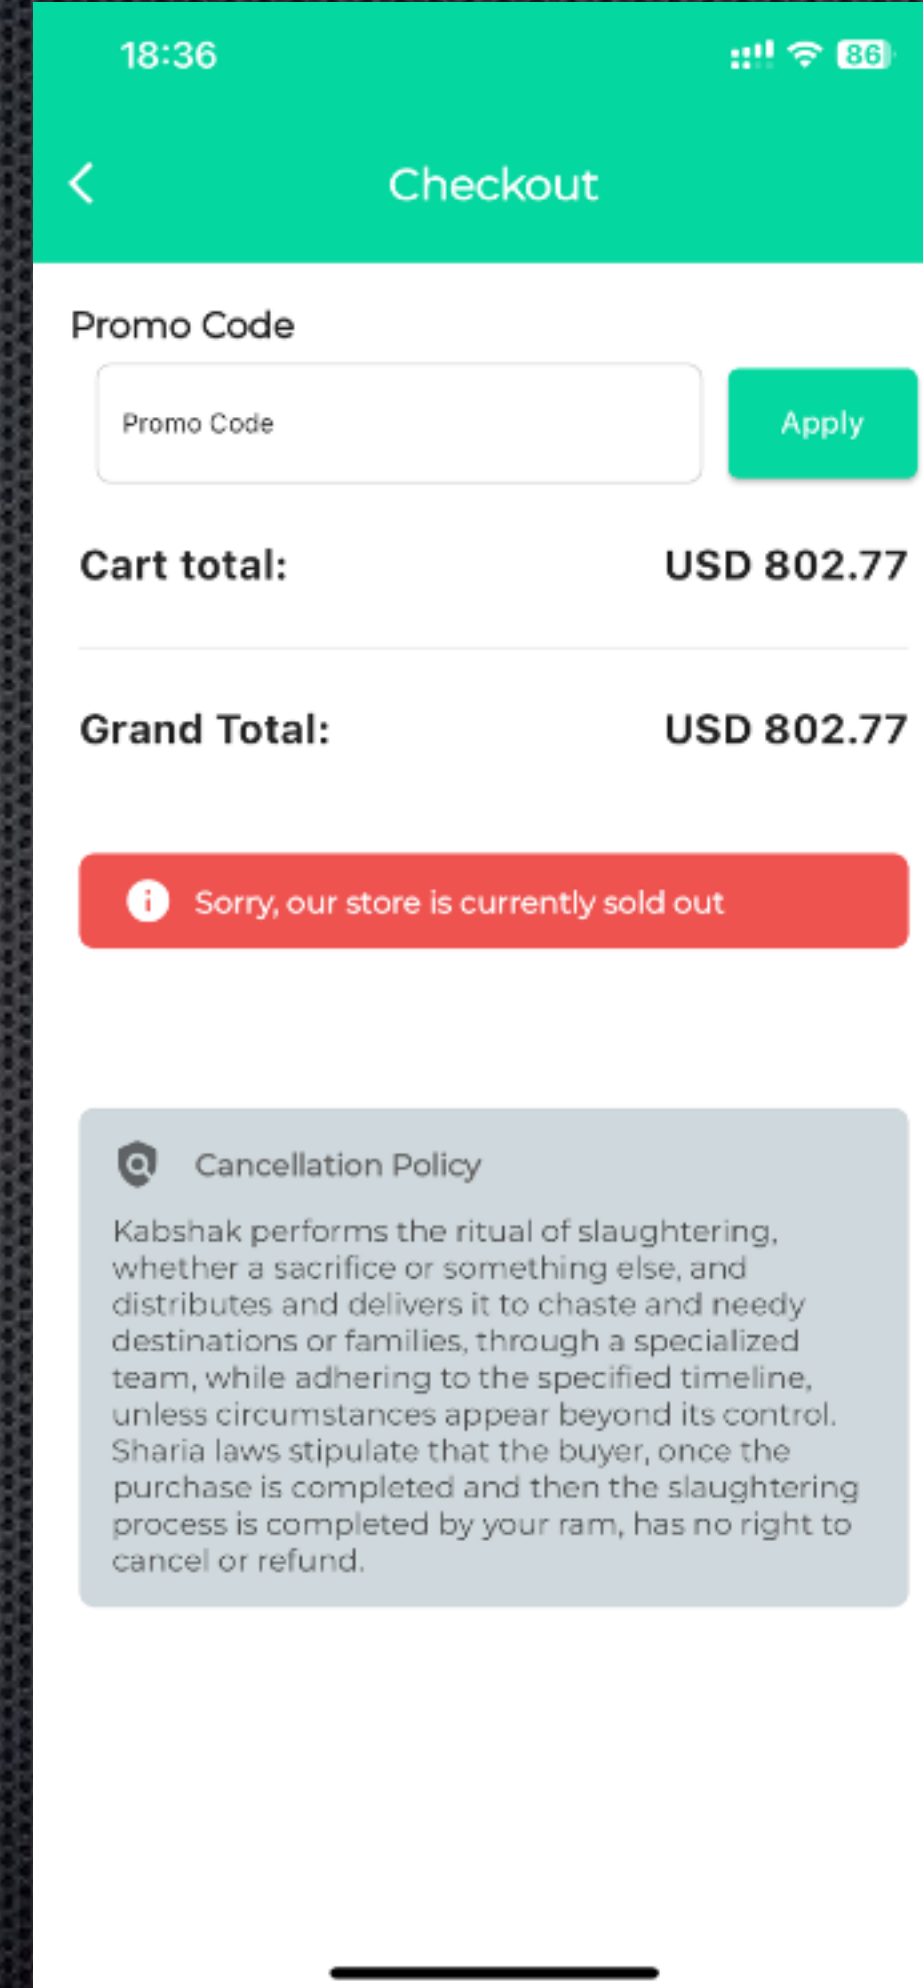 18:36
86
Checkout
Promo Code
Promo Code
Apply
Cart total:
USD 802.77
Grand Total:
USD 802.77
Sorry, our store is currently sold out
Cancellation Policy
Kabshak performs the ritual of slaughtering,
whether a sacrifice or something else, and
distributes and delivers it to chaste and needy
destinations or families, through a specialized
team, while adhering to the specified timeline,
unless circumstances appear beyond its control.
Sharia laws stipulate that the buyer, once the
purchase is completed and then the slaughtering
process is completed by your ram, has no right to
cancel or refund.